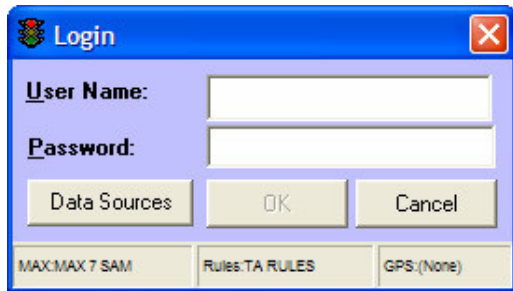 Login
User Name:
Password:
Data Sources OK Cancel
MAX:MAX 7 SAM Rules:TA RULES GPS:(None)